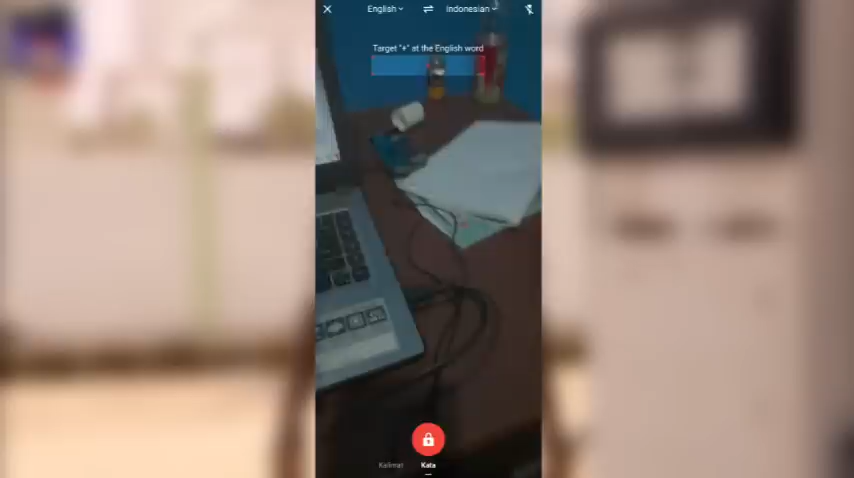 English Indonesian
Target "+" at the English word
Kalimat Kata